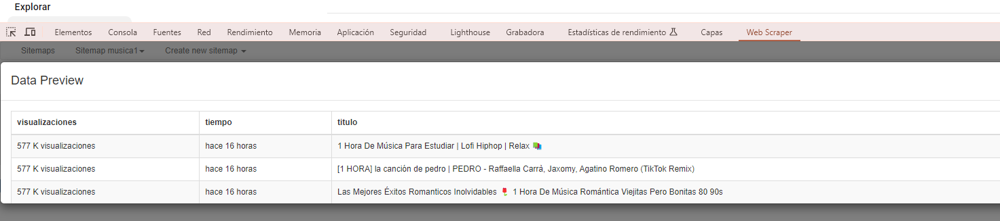 Explorar
Elementos Consola Fuentes Red Rendimiento Memoria Aplicación Seguridad Lighthouse Grabadora Estadísticas de rendimiento Capas Web Scraper
Sitemaps Sitemap musica1 Create new sitemap
Data Preview
visualizaciones tiempo titulo
577 K visualizaciones hace 16 horas 1 Hora De Música Para Estudiar | Lofi Hiphop | Relax 📚
577 K visualizaciones hace 16 horas [1 HORA] la canción de pedro | PEDRO - Raffaella Carrà, Jaxomy, Agatino Romero (TikTok Remix)
577 K visualizaciones hace 16 horas Las Mejores Éxitos Romanticos Inolvidables 🌹 1 Hora De Música Romántica Viejitas Pero Bonitas 80 90s